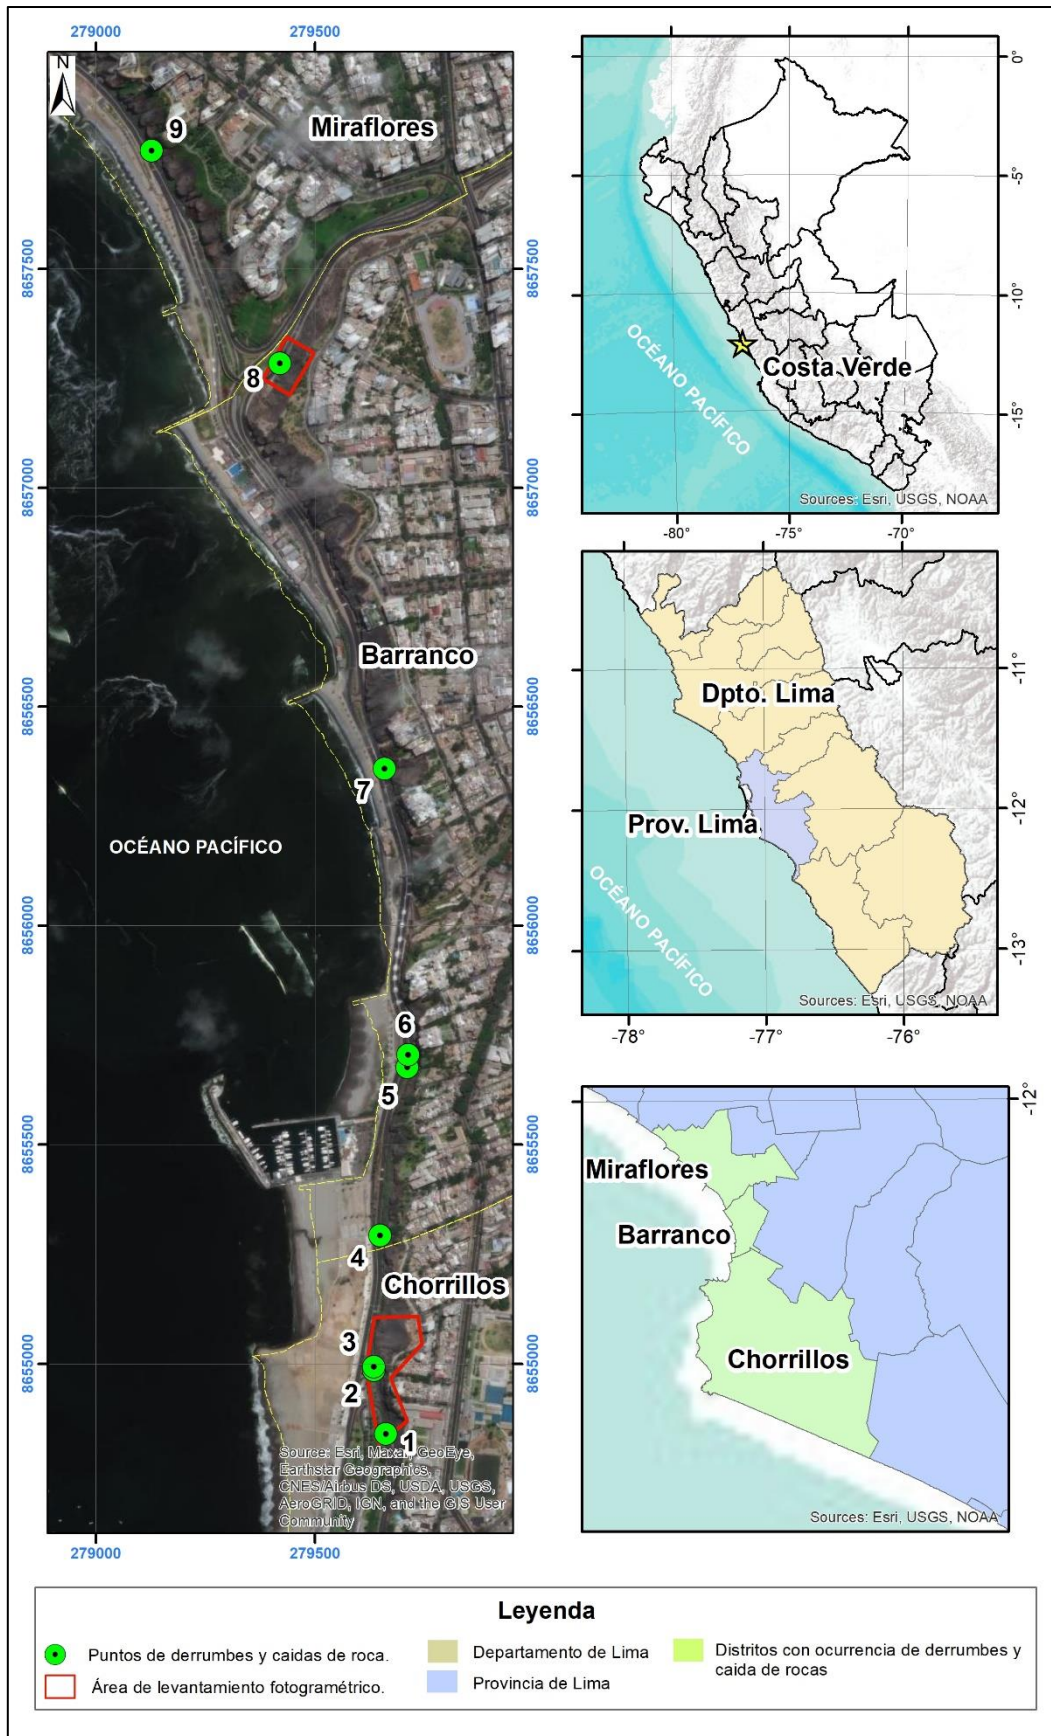 279000
279500
N
9
Miraflores
8657500
8657500
8
8657000
8657000
Barranco
8656500
8656500
7
OCÉANO PACÍFICO
8656000
8656000
6
5
8655500
8655500
4
Chorrillos
3
8655000
8655000
2
1
Source: Esri, Maxar, GeoEye,
Earthstar Geographics,
CNES/Airbus DS, USDA, USGS,
AeroGRID, IGN, and the GIS User
Community
279000
279500
0°
-5°
-10°
OCÉANO PACÍFICO
Costa Verde
-15°
Sources: Esri, USGS, NOAA
-80°
-75°
-70°
-11°
Dpto. Lima
-12°
Prov. Lima
OCÉANO PACÍFICO
-13°
Sources: Esri, USGS, NOAA
-78°
-77°
-76°
-12°
Miraflores
Barranco
Chorrillos
Sources: Esri, USGS, NOAA
Leyenda
Puntos de derrumbes y caidas de roca.
Área de levantamiento fotogramétrico.
Departamento de Lima
Provincia de Lima
Distritos con ocurrencia de derrumbes y
caida de rocas